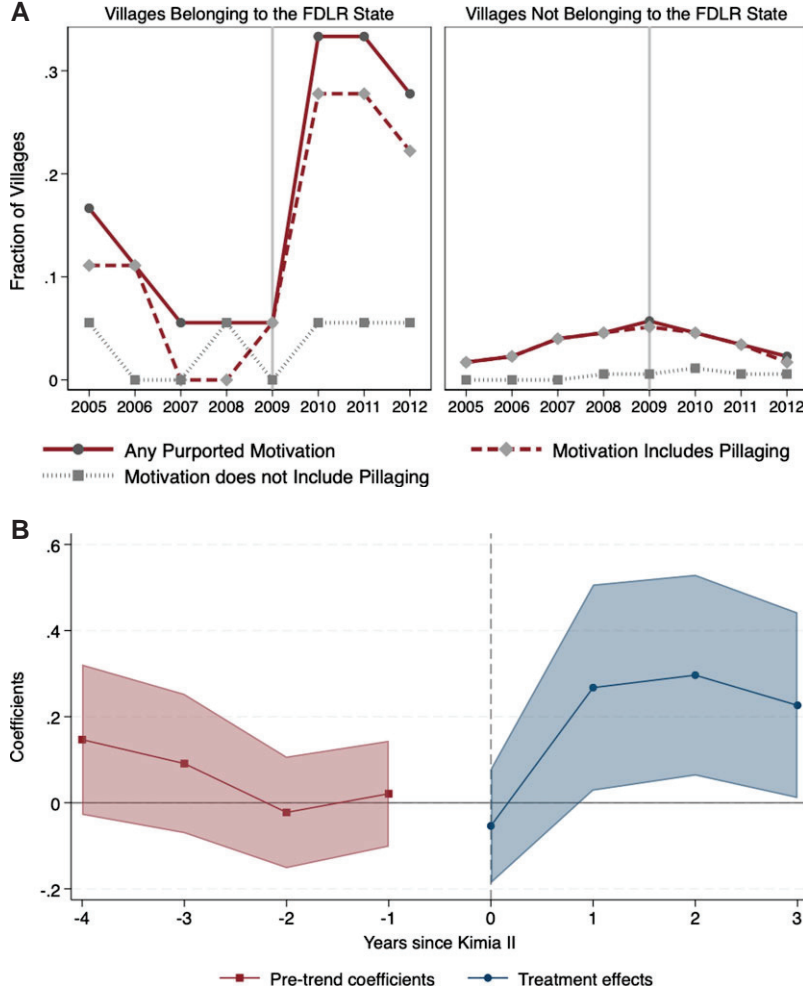 A
Villages Belonging to the FDLR State
Villages Not Belonging to the FDLR State
Fraction of Villages
.3
.2
.1
0
2005 2006 2007 2008 2009 2010 2011 2012
2005 2006 2007 2008 2009 2010 2011 2012
Any Purported Motivation
Motivation Includes Pillaging
Motivation does not Include Pillaging
B
Coefficients
.6
.4
.2
0
-.2
-4 -3 -2 -1 0 1 2 3
Years since Kimia II
Pre-trend coefficients
Treatment effects